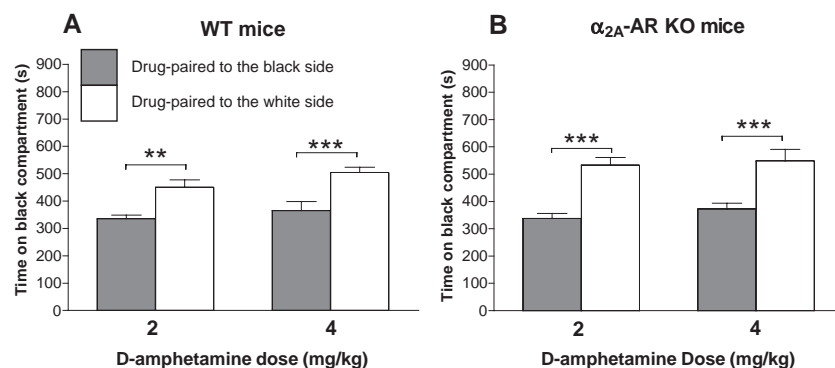 A
WT mice
Drug-paired to the black side
Drug-paired to the white side
Time on black compartment (s)
900
800
700
600
500
400
300
200
100
0
**
***
2
4
D-amphetamine dose (mg/kg)
B
α2A-AR KO mice
Time on black compartment (s)
900
800
700
600
500
400
300
200
100
0
***
***
2
4
D-amphetamine Dose (mg/kg)